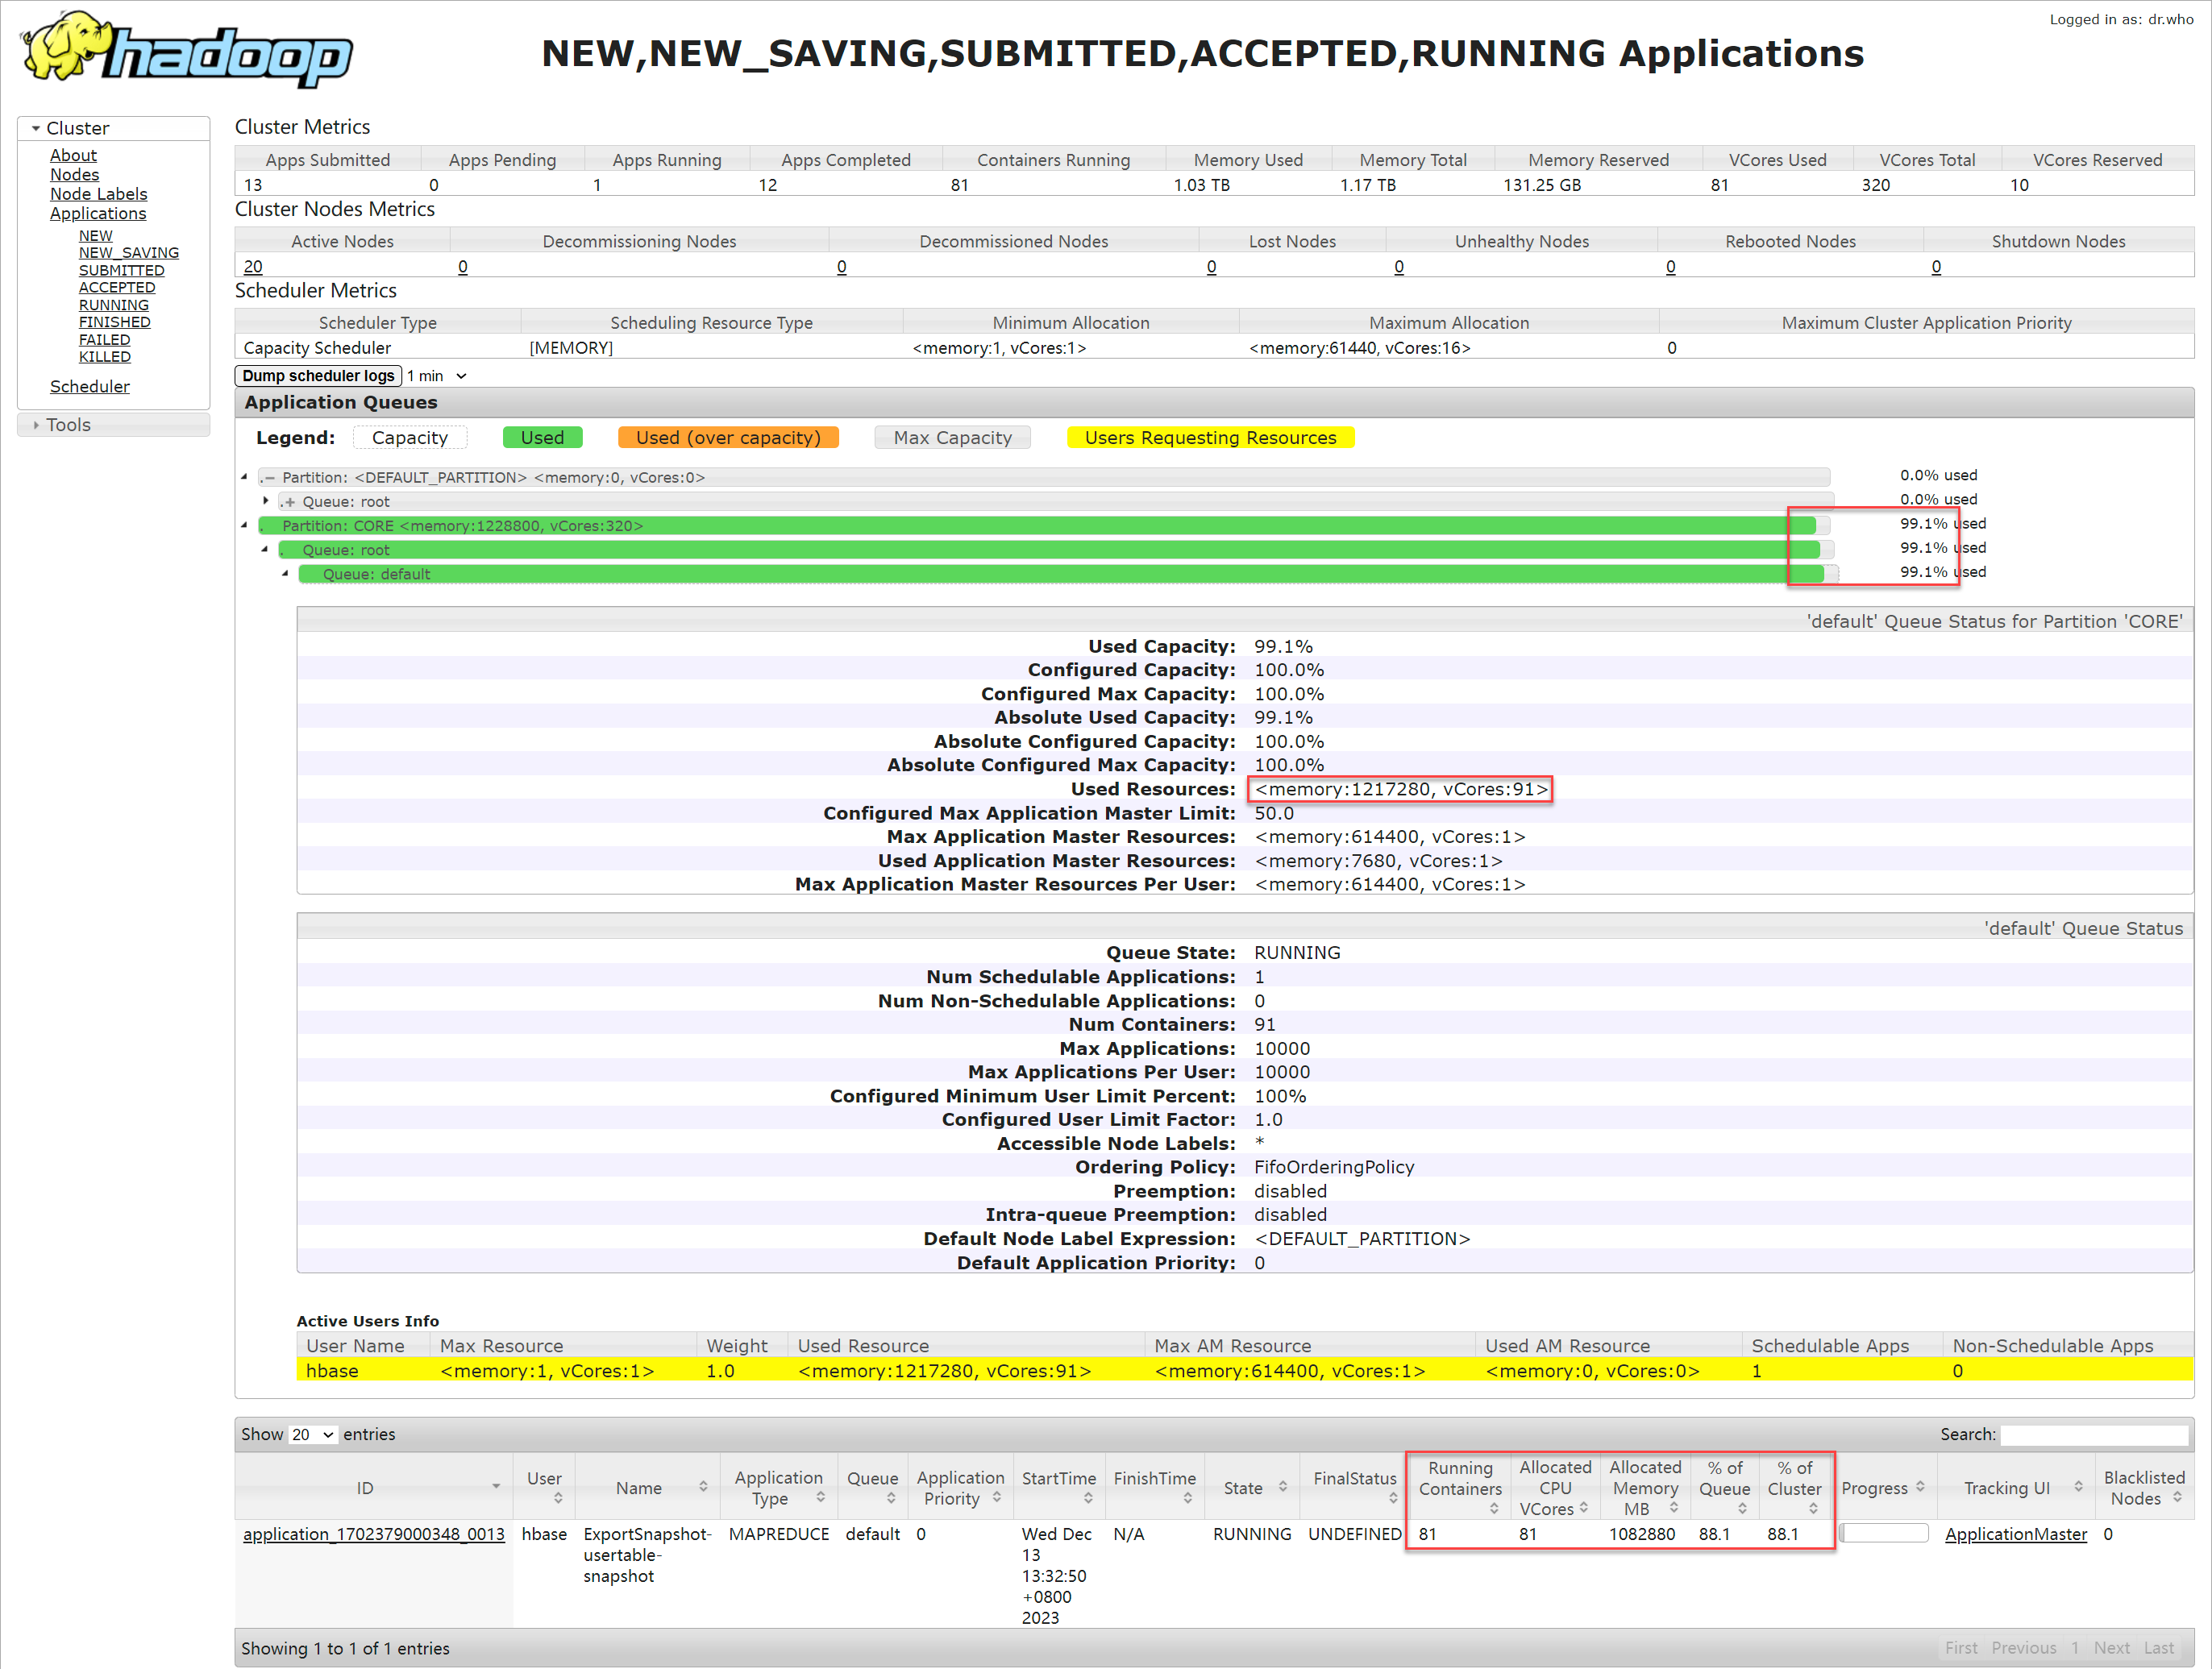 Logged in as: dr.who
hadoop
NEW,NEW_SAVING,SUBMITTED,ACCEPTED,RUNNING Applications
Cluster
About
Nodes
Node Labels
Applications
NEW
NEW_SAVING
SUBMITTED
ACCEPTED
RUNNING
FINISHED
FAILED
KILLED
Scheduler
Tools
Cluster Metrics
Apps Submitted Apps Pending Apps Running Apps Completed Containers Running Memory Used Memory Total Memory Reserved VCores Used VCores Total VCores Reserved
13 0 1 12 81 1.03 TB 1.17 TB 131.25 GB 81 320 10
Cluster Nodes Metrics
Active Nodes Decommissioning Nodes Decommissioned Nodes Lost Nodes Unhealthy Nodes Rebooted Nodes Shutdown Nodes
20 0 0 0 0 0 0
Scheduler Metrics
Scheduler Type Scheduling Resource Type Minimum Allocation Maximum Allocation Maximum Cluster Application Priority
Capacity Scheduler [MEMORY] <memory:1, vCores:1> <memory:61440, vCores:16> 0
Dump scheduler logs 1 min
Application Queues
Legend: Capacity Used Used (over capacity) Max Capacity Users Requesting Resources
.– Partition: <DEFAULT_PARTITION> <memory:0, vCores:0> 0.0% used
.+ Queue: root 0.0% used
. Partition: CORE <memory:1228800, vCores:320> 99.1% used
. Queue: root 99.1% used
Queue: default 99.1% used
'default' Queue Status for Partition 'CORE'
Used Capacity: 99.1%
Configured Capacity: 100.0%
Configured Max Capacity: 100.0%
Absolute Used Capacity: 99.1%
Absolute Configured Capacity: 100.0%
Absolute Configured Max Capacity: 100.0%
Used Resources: <memory:1217280, vCores:91>
Configured Max Application Master Limit: 50.0
Max Application Master Resources: <memory:614400, vCores:1>
Used Application Master Resources: <memory:7680, vCores:1>
Max Application Master Resources Per User: <memory:614400, vCores:1>
'default' Queue Status
Queue State: RUNNING
Num Schedulable Applications: 1
Num Non-Schedulable Applications: 0
Num Containers: 91
Max Applications: 10000
Max Applications Per User: 10000
Configured Minimum User Limit Percent: 100%
Configured User Limit Factor: 1.0
Accessible Node Labels: *
Ordering Policy: FifoOrderingPolicy
Preemption: disabled
Intra-queue Preemption: disabled
Default Node Label Expression: <DEFAULT_PARTITION>
Default Application Priority: 0
Active Users Info
User Name Max Resource Weight Used Resource Max AM Resource Used AM Resource Schedulable Apps Non-Schedulable Apps
hbase <memory:1, vCores:1> 1.0 <memory:1217280, vCores:91> <memory:614400, vCores:1> <memory:0, vCores:0> 1 0
Show 20 entries Search:
ID User Name Application Type Queue Application Priority StartTime FinishTime State FinalStatus Running Containers Allocated CPU VCores Allocated Memory MB % of Queue % of Cluster Progress Tracking UI Blacklisted Nodes
application_1702379000348_0013 hbase ExportSnapshot- MAPREDUCE default 0 Wed Dec N/A RUNNING UNDEFINED 81 81 1082880 88.1 88.1 ApplicationMaster 0
usertable- 13
snapshot 13:32:50
+0800
2023
Showing 1 to 1 of 1 entries First Previous 1 Next Last